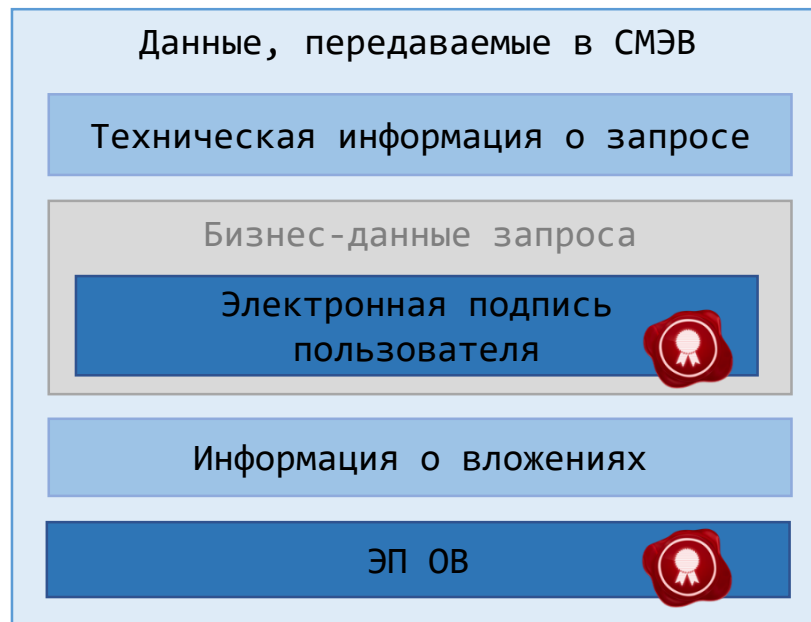 Данные, передаваемые в СМЭВ
Техническая информация о запросе
Бизнес-данные запроса
Электронная подпись
пользователя
Информация о вложениях
ЭП ОВ